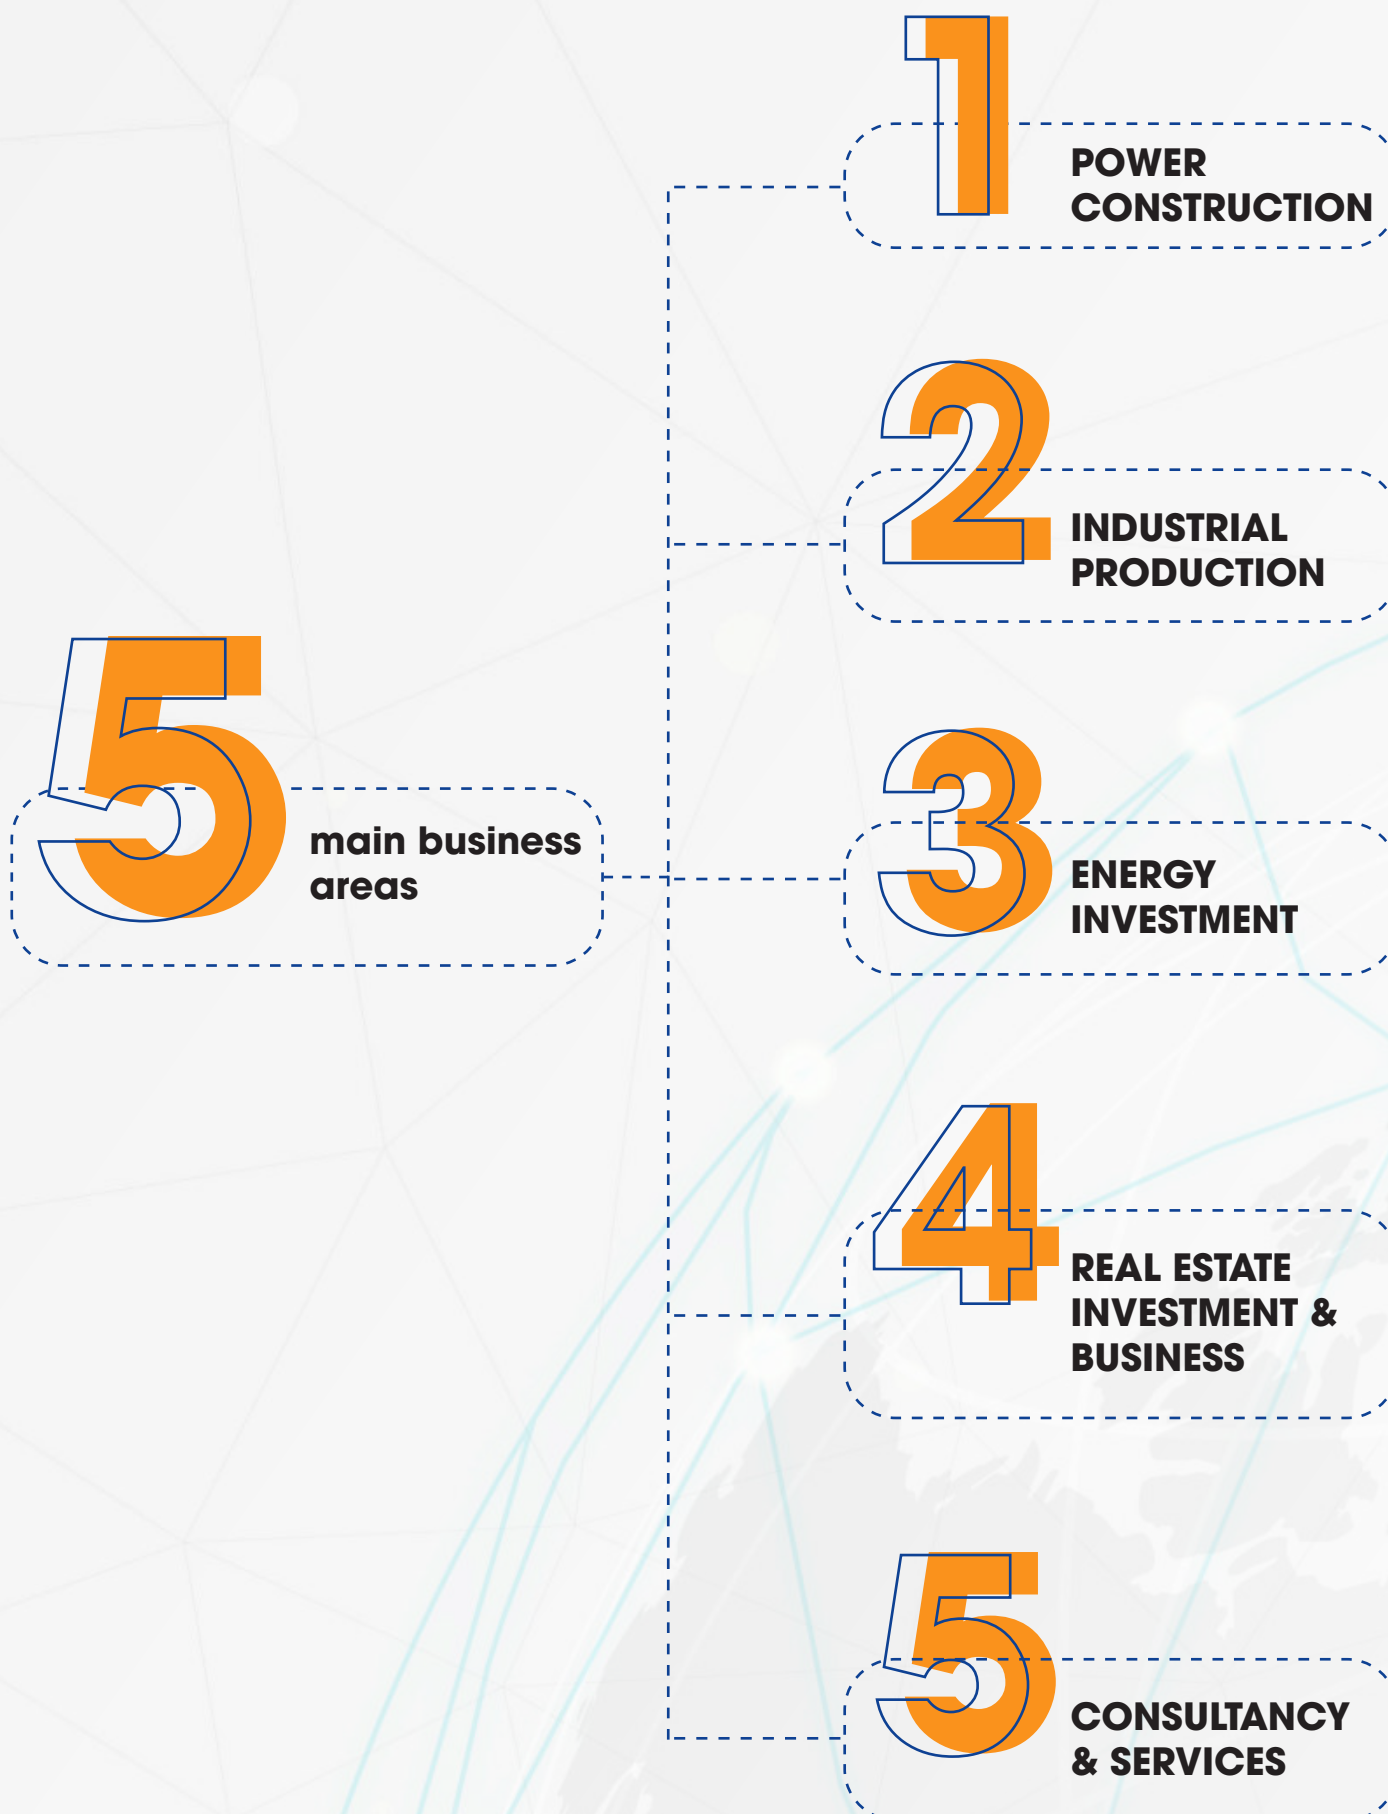 5
main business
areas
1
POWER
CONSTRUCTION
2
INDUSTRIAL
PRODUCTION
3
ENERGY
INVESTMENT
4
REAL ESTATE
INVESTMENT &
BUSINESS
5
CONSULTANCY
& SERVICES